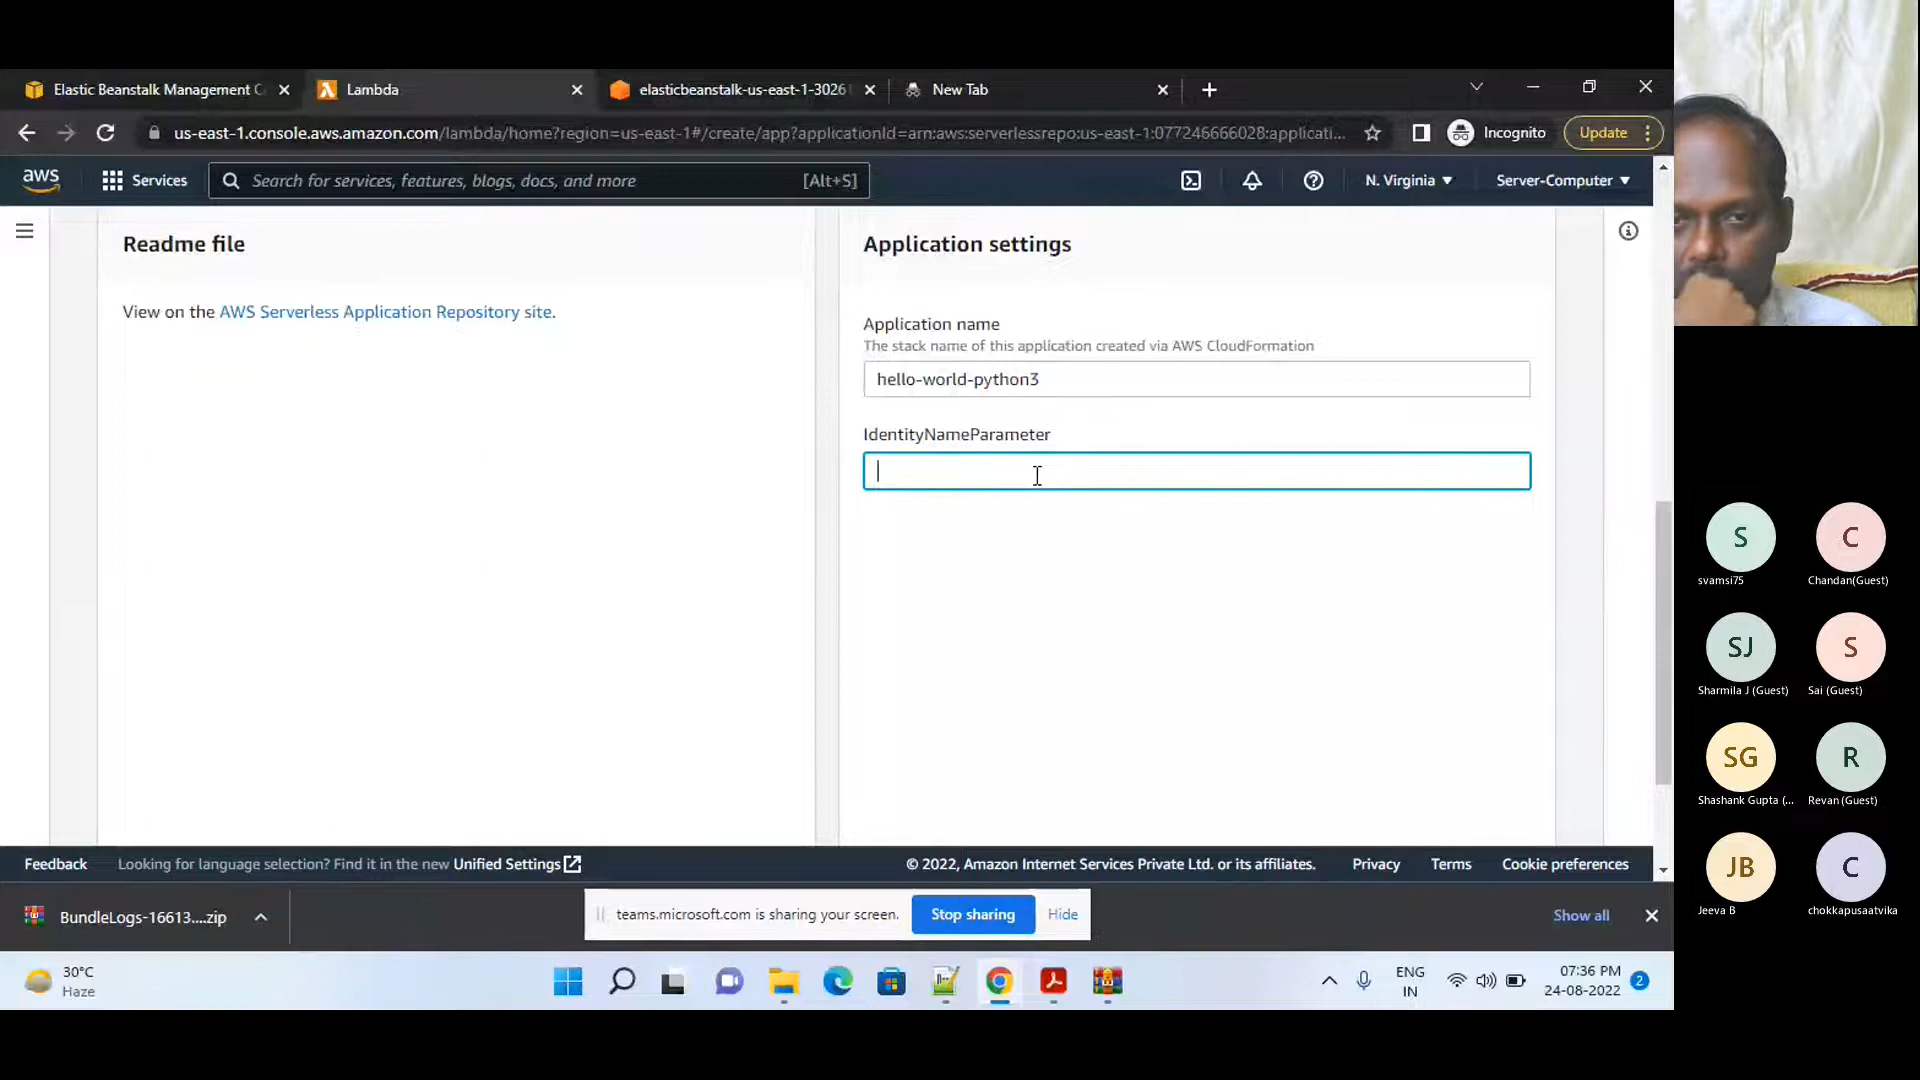 Elastic Beanstalk Management C
Lambda
elasticbeanstalk-us-east-1-3026
New Tab
us-east-1.console.aws.amazon.com/lambda/home?region=us-east-1#/create/app?applicationId=arn:aws:serverlessrepo:us-east-1:077246666028:applicati...
Incognito
Update
aws
Services
Search for services, features, blogs, docs, and more
[Alt+S]
N. Virginia
Server-Computer
Readme file
View on the AWS Serverless Application Repository site.
Application settings
Application name
The stack name of this application created via AWS CloudFormation
hello-world-python3
IdentityNameParameter
Feedback
Looking for language selection? Find it in the new Unified Settings
© 2022, Amazon Internet Services Private Ltd. or its affiliates.
Privacy
Terms
Cookie preferences
BundleLogs-16613....zip
teams.microsoft.com is sharing your screen.
Stop sharing
Hide
Show all
30°C
Haze
ENG
IN
07:36 PM
24-08-2022
2
S
svamsi75
C
Chandan(Guest)
SJ
Sharmila J (Guest)
S
Sai (Guest)
SG
Shashank Gupta (...
R
Revan (Guest)
JB
Jeeva B
C
chokkapusaatvika